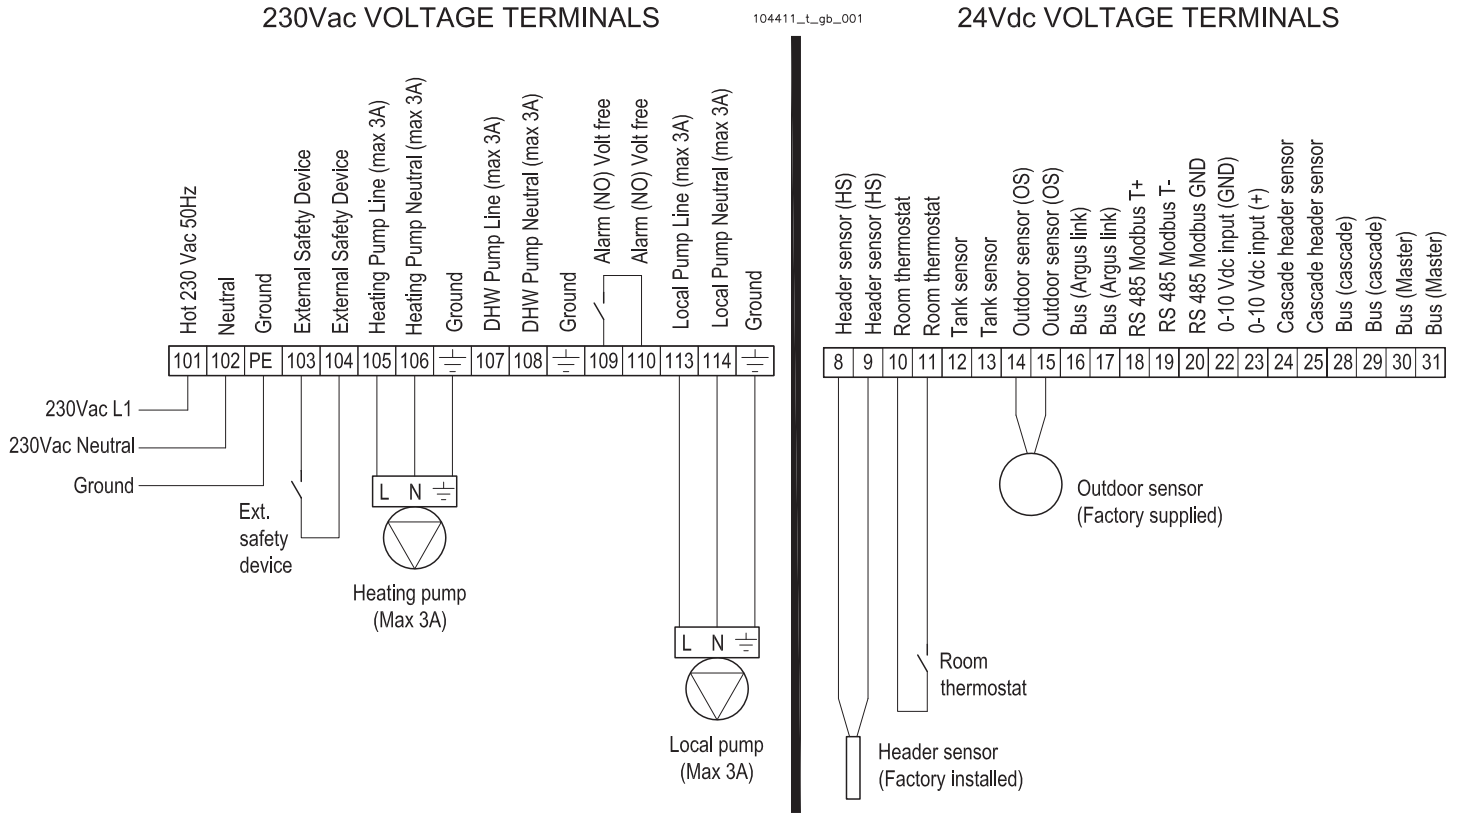 230Vac VOLTAGE TERMINALS
104411_t_gb_001
24Vdc VOLTAGE TERMINALS
Hot 230 Vac 50Hz
Neutral
Ground
External Safety Device
External Safety Device
Heating Pump Line (max 3A)
Heating Pump Neutral (max 3A)
Ground
DHW Pump Line (max 3A)
DHW Pump Neutral (max 3A)
Ground
Alarm (NO) Volt free
Alarm (NO) Volt free
Local Pump Line (max 3A)
Local Pump Neutral (max 3A)
Ground
101 102 PE 103 104 105 106 107 108 109 110 113 114
230Vac L1
230Vac Neutral
Ground
Ext.
safety
device
L N
Heating pump
(Max 3A)
L N
Local pump
(Max 3A)
Header sensor (HS)
Header sensor (HS)
Room thermostat
Room thermostat
Tank sensor
Tank sensor
Outdoor sensor (OS)
Outdoor sensor (OS)
Bus (Argus link)
Bus (Argus link)
RS 485 Modbus T+
RS 485 Modbus T-
RS 485 Modbus GND
0-10 Vdc input (GND)
0-10 Vdc input (+)
Cascade header sensor
Cascade header sensor
Bus (cascade)
Bus (cascade)
Bus (Master)
Bus (Master)
8 9 10 11 12 13 14 15 16 17 18 19 20 22 23 24 25 28 29 30 31
Outdoor sensor
(Factory supplied)
Room
thermostat
Header sensor
(Factory installed)